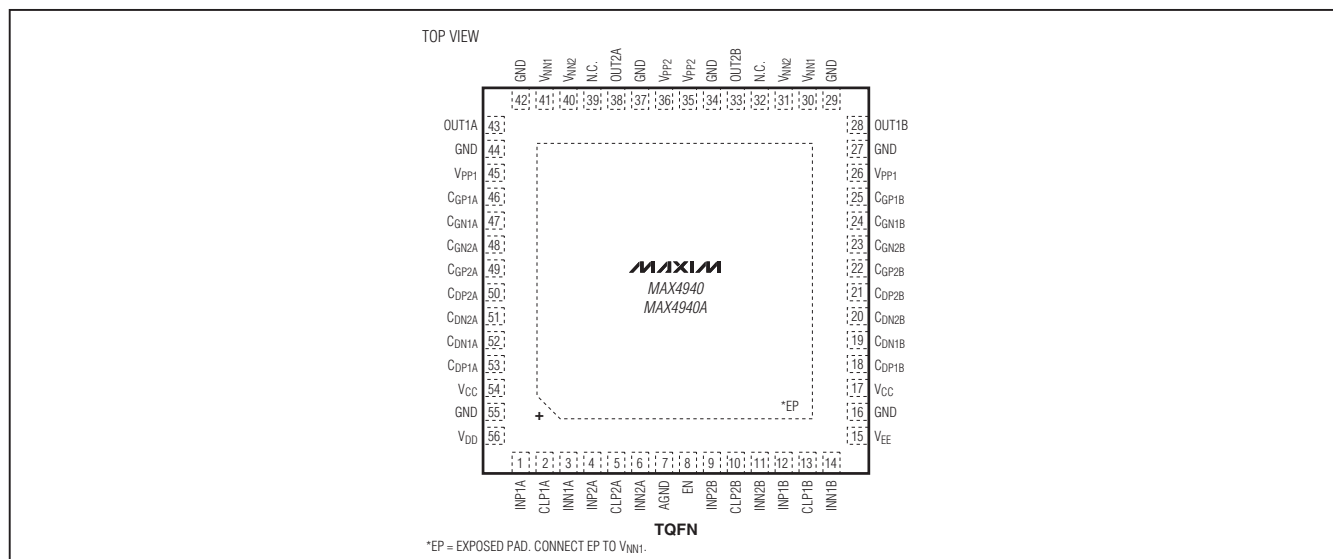 TOP VIEW
GND VNN1 VNN2 N.C. OUT2A GND VPP2 VPP2 GND OUT2B N.C. VNN2 VNN1 GND
42 41 40 39 38 37 36 35 34 33 32 31 30 29
OUT1A 43 28 OUT1B
GND 44 27 GND
VPP1 45 26 VPP1
CGP1A 46 25 CGP1B
CGN1A 47 24 CGN1B
CGN2A 48 23 CGN2B
CGP2A 49 22 CGP2B
CDP2A 50 21 CDP2B
CDN2A 51 20 CDN2B
CDN1A 52 19 CDN1B
CDP1A 53 18 CDP1B
VCC 54 17 VCC
GND 55 16 GND
VDD 56 15 VEE
MAXIM
MAX4940
MAX4940A
*EP
+
1 2 3 4 5 6 7 8 9 10 11 12 13 14
INP1A CLP1A INN1A INP2A CLP2A INN2A AGND EN INP2B CLP2B INN2B INP1B CLP1B INN1B
TQFN
*EP = EXPOSED PAD. CONNECT EP TO VNN1.